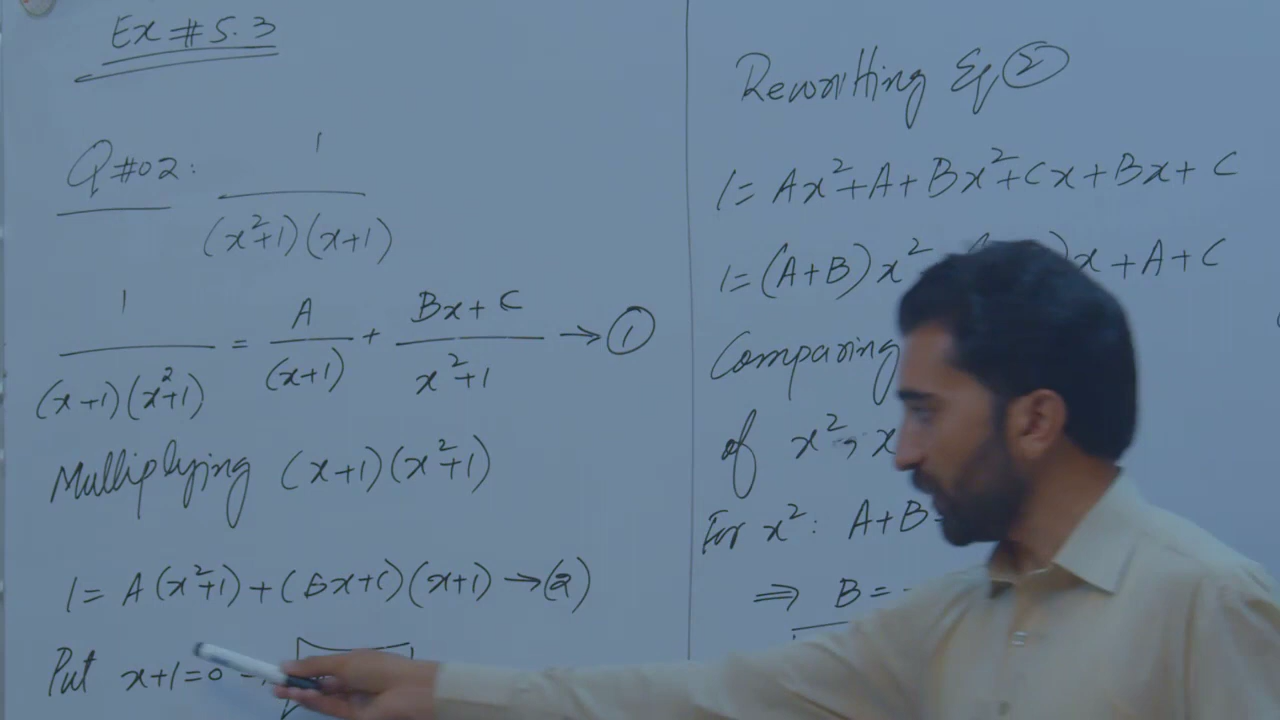 Ex # 5.3
Q#02: 1 / (x²+1)(x+1)
1 / (x+1)(x²+1) = A / (x+1) + Bx+C / x²+1 → ①
Multiplying (x+1)(x²+1)
1 = A(x²+1)+(Bx+C)(x+1) → (2)
Put x+1=0
Rewritting Eq ②
1 = Ax²+A+Bx²+Cx+Bx+C
1 = (A+B)x² )x+A+C
Comparing
of x², x
For x²: A+B
⇒ B = -